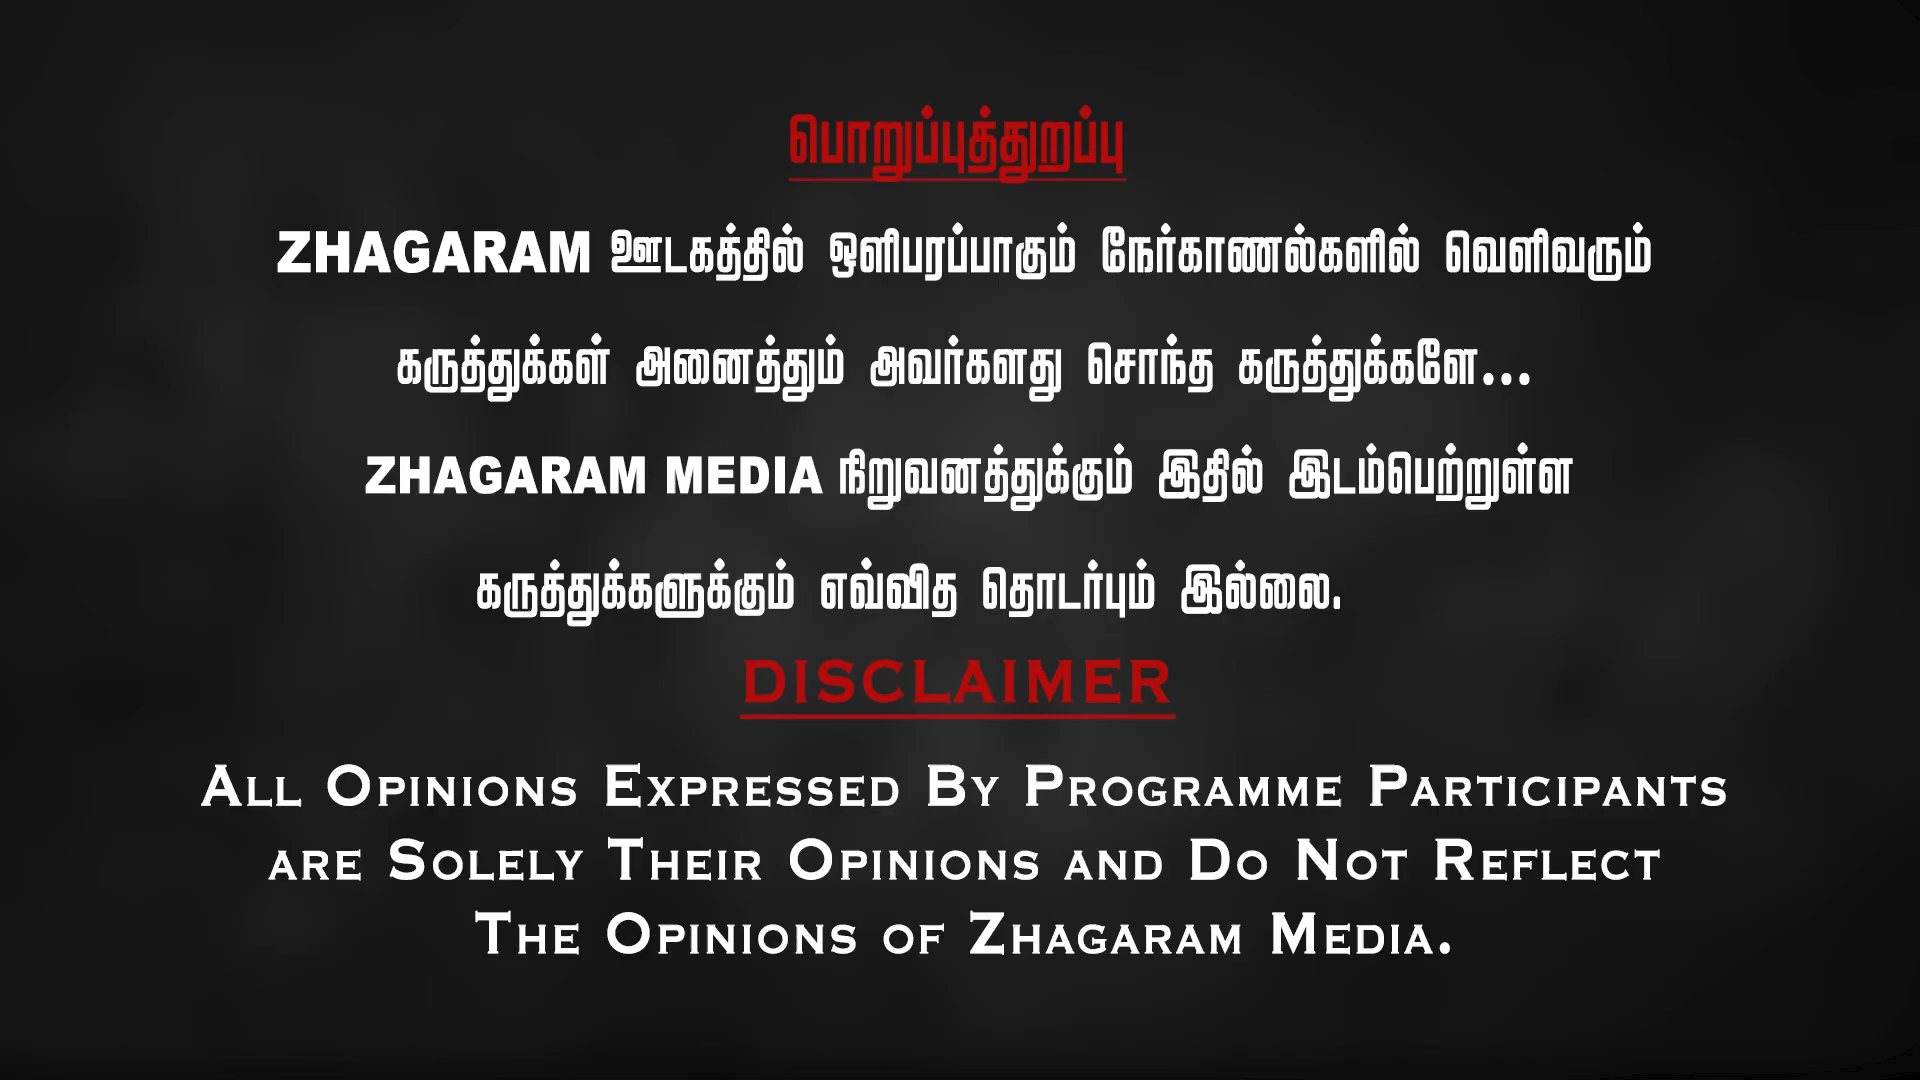 பொறுப்புத்துறப்பு
ZHAGARAM ஊடகத்தில் ஒளிபரப்பாகும் நேர்காணல்களில் வெளிவரும்
கருத்துக்கள் அனைத்தும் அவர்களது சொந்த கருத்துக்களே...
ZHAGARAM MEDIA நிறுவனத்துக்கும் இதில் இடம்பெற்றுள்ள
கருத்துக்களுக்கும் எவ்வித தொடர்பும் இல்லை.
DISCLAIMER
All Opinions Expressed By Programme Participants
are Solely Their Opinions and Do Not Reflect
The Opinions of Zhagaram Media.